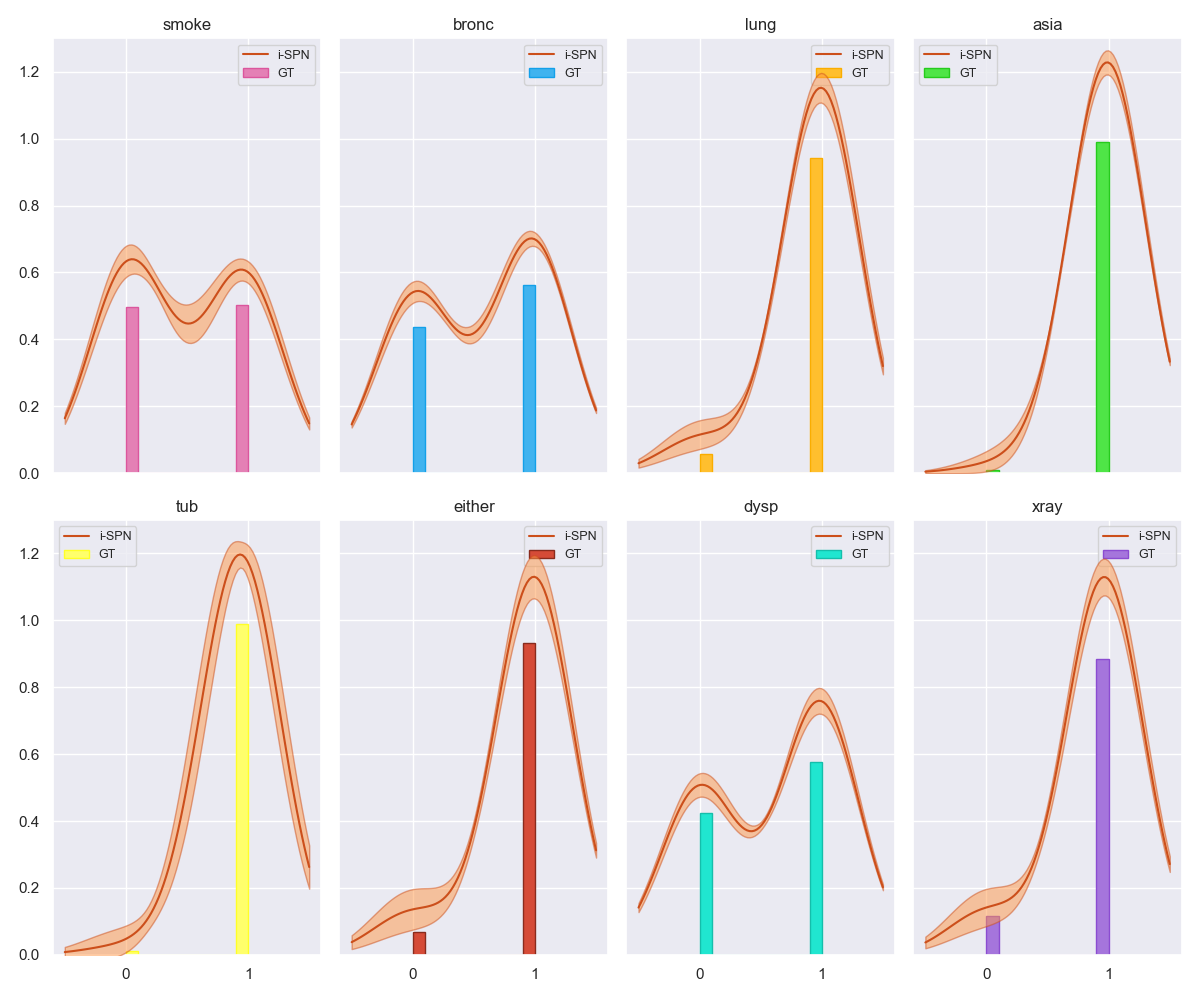 smoke
bronc
lung
asia
i-SPN
GT
i-SPN
GT
i-SPN
GT
i-SPN
GT
1.2
1.0
0.8
0.6
0.4
0.2
0.0
tub
either
dysp
xray
i-SPN
GT
i-SPN
GT
i-SPN
GT
i-SPN
GT
1.2
1.0
0.8
0.6
0.4
0.2
0.0
0 1 0 1 0 1 0 1